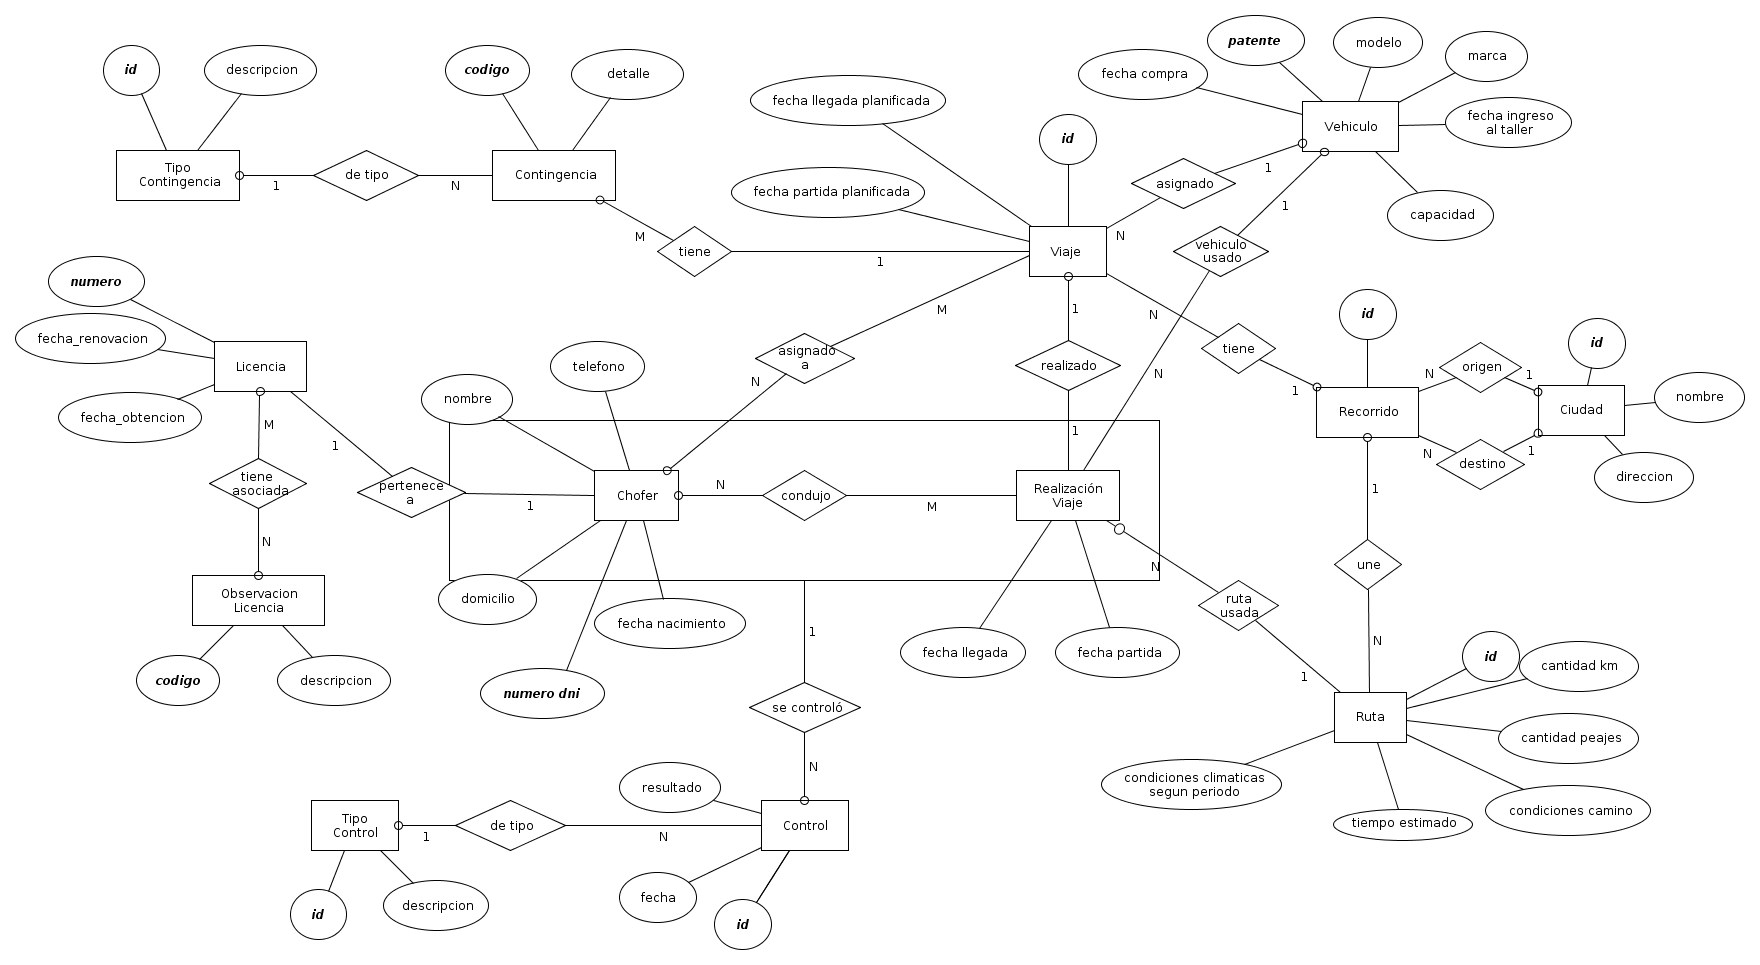 patente
modelo
marca
fecha compra
fecha ingreso
al taller
Vehiculo
capacidad
id
descripcion
codigo
detalle
Tipo
Contingencia
1
de tipo
N
Contingencia
M
tiene
1
fecha llegada planificada
fecha partida planificada
id
Viaje
asignado
1
N
1
vehiculo
usado
N
numero
fecha_renovacion
fecha_obtencion
Licencia
M
1
tiene
asociada
N
pertenece
a
1
Observacion
Licencia
codigo
descripcion
M
asignado
a
N
1
realizado
1
N
tiene
1
id
Recorrido
N
origen
1
N
destino
1
id
Ciudad
nombre
direccion
nombre
telefono
Chofer
N
condujo
M
Realización
Viaje
domicilio
fecha nacimiento
numero dni
fecha llegada
fecha partida
N
ruta
usada
1
1
une
N
id
cantidad km
Ruta
cantidad peajes
condiciones climaticas
segun periodo
tiempo estimado
condiciones camino
1
se controló
N
resultado
Tipo
Control
1
de tipo
N
Control
id
descripcion
fecha
id